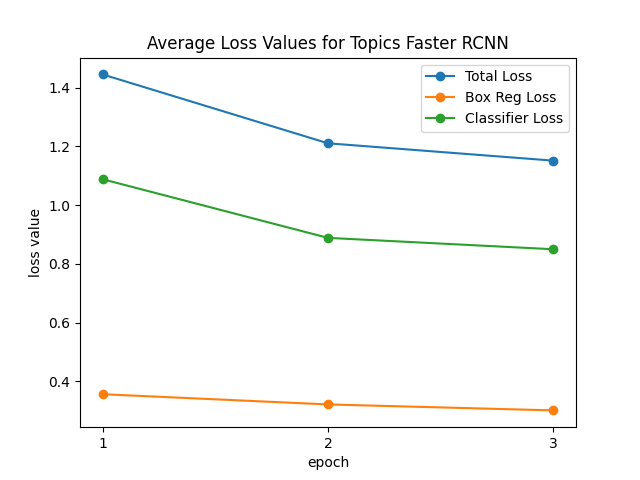 Average Loss Values for Topics Faster RCNN
Total Loss
Box Reg Loss
Classifier Loss
1.4
1.2
1.0
0.8
0.6
0.4
loss value
1 2 3
epoch